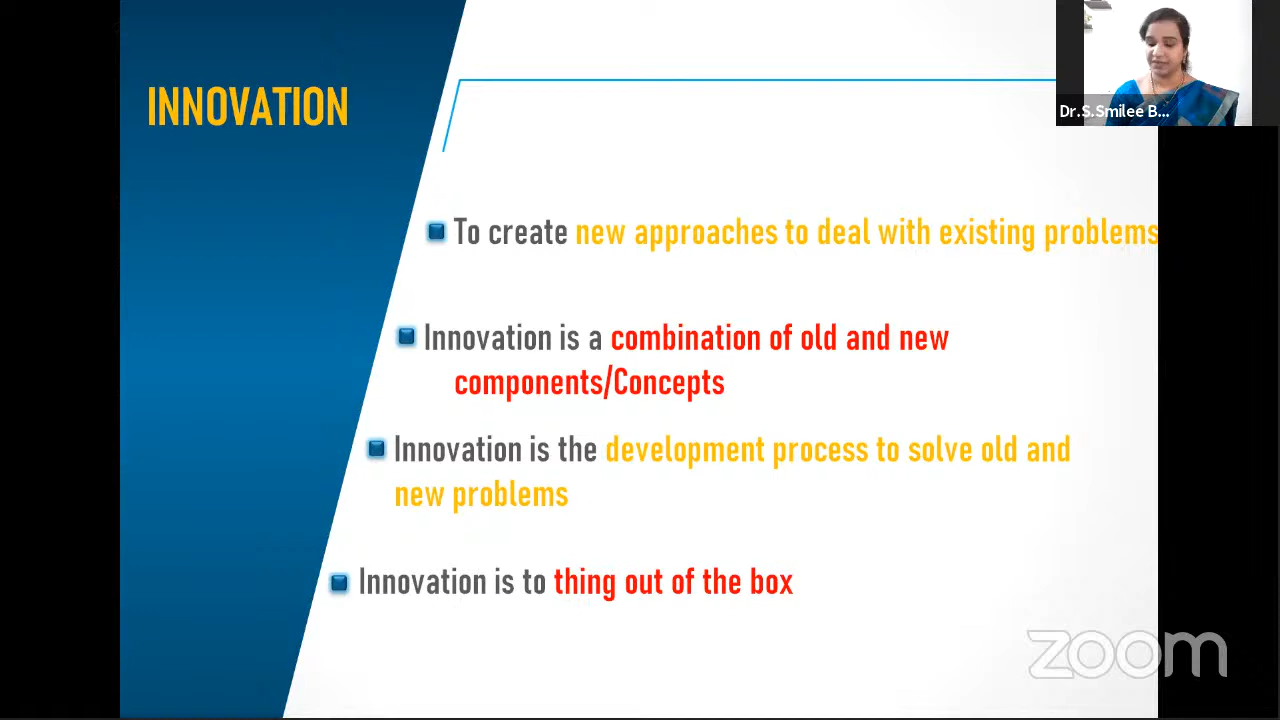 INNOVATION
Dr.S.Smilee B...
To create new approaches to deal with existing problems
Innovation is a combination of old and new
components/Concepts
Innovation is the development process to solve old and
new problems
Innovation is to thing out of the box
zoom